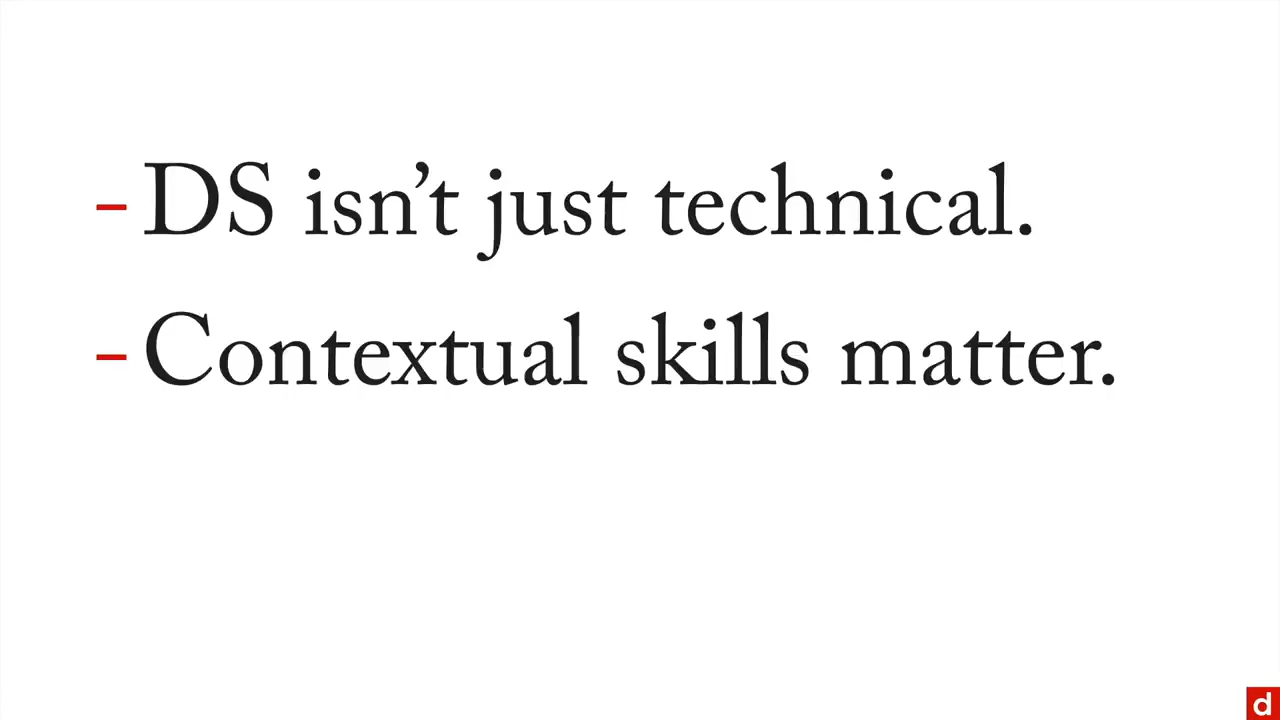 – DS isn’t just technical.
– Contextual skills matter.
d